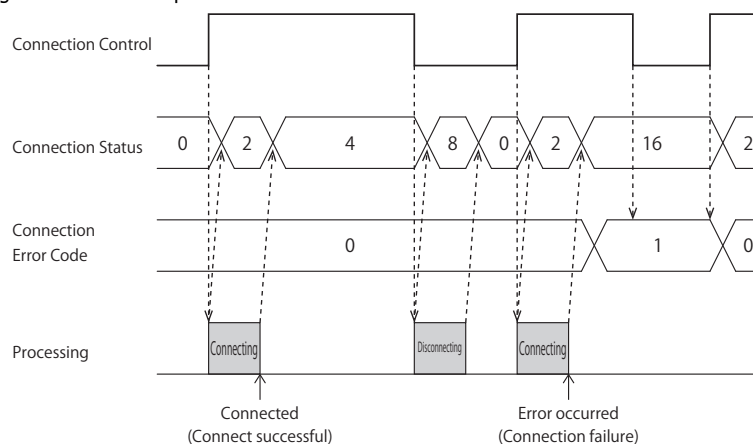 Connection Control
Connection Status 0 2 4 8 0 2 16 2
Connection
Error Code 0 1 0
Processing Connecting Disconnecting Connecting
Connected
(Connect successful)
Error occurred
(Connection failure)